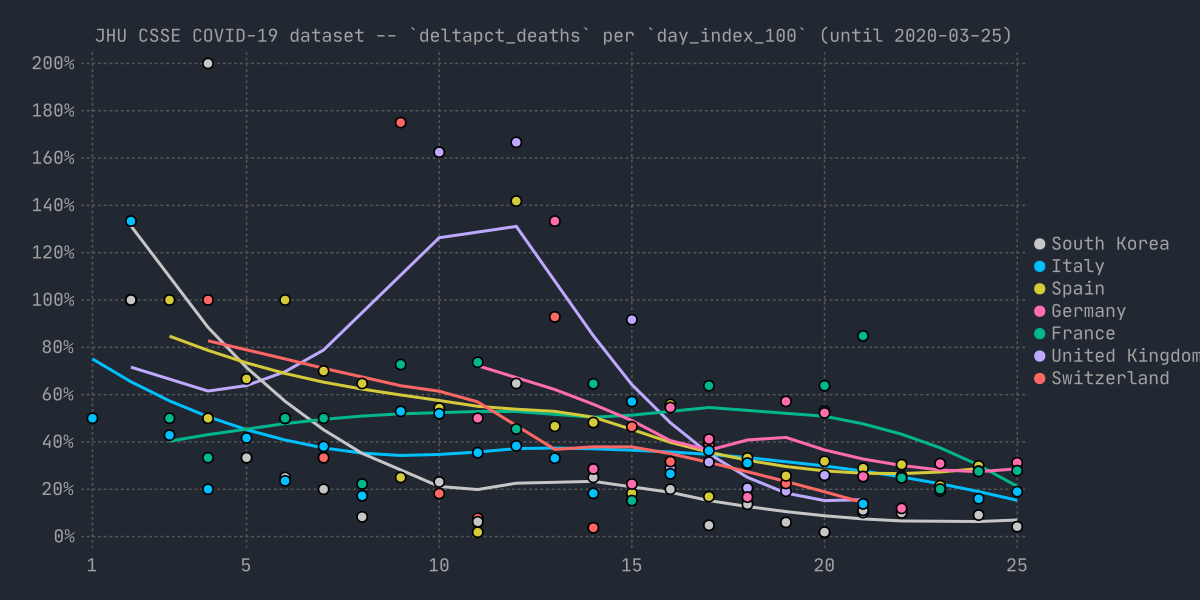 JHU CSSE COVID-19 dataset -- `deltapct_deaths` per `day_index_100` (until 2020-03-25)
200%
180%
160%
140%
120%
100%
80%
60%
40%
20%
0%
1 5 10 15 20 25
South Korea
Italy
Spain
Germany
France
United Kingdom
Switzerland